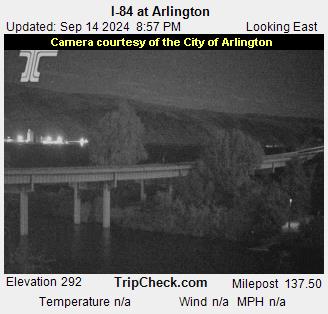 I-84 at Arlington
Updated: Sep 14 2024 8:57 PM Looking East
Camera courtesy of the City of Arlington
Elevation 292 TripCheck.com Milepost 137.50
Temperature n/a Wind n/a MPH n/a